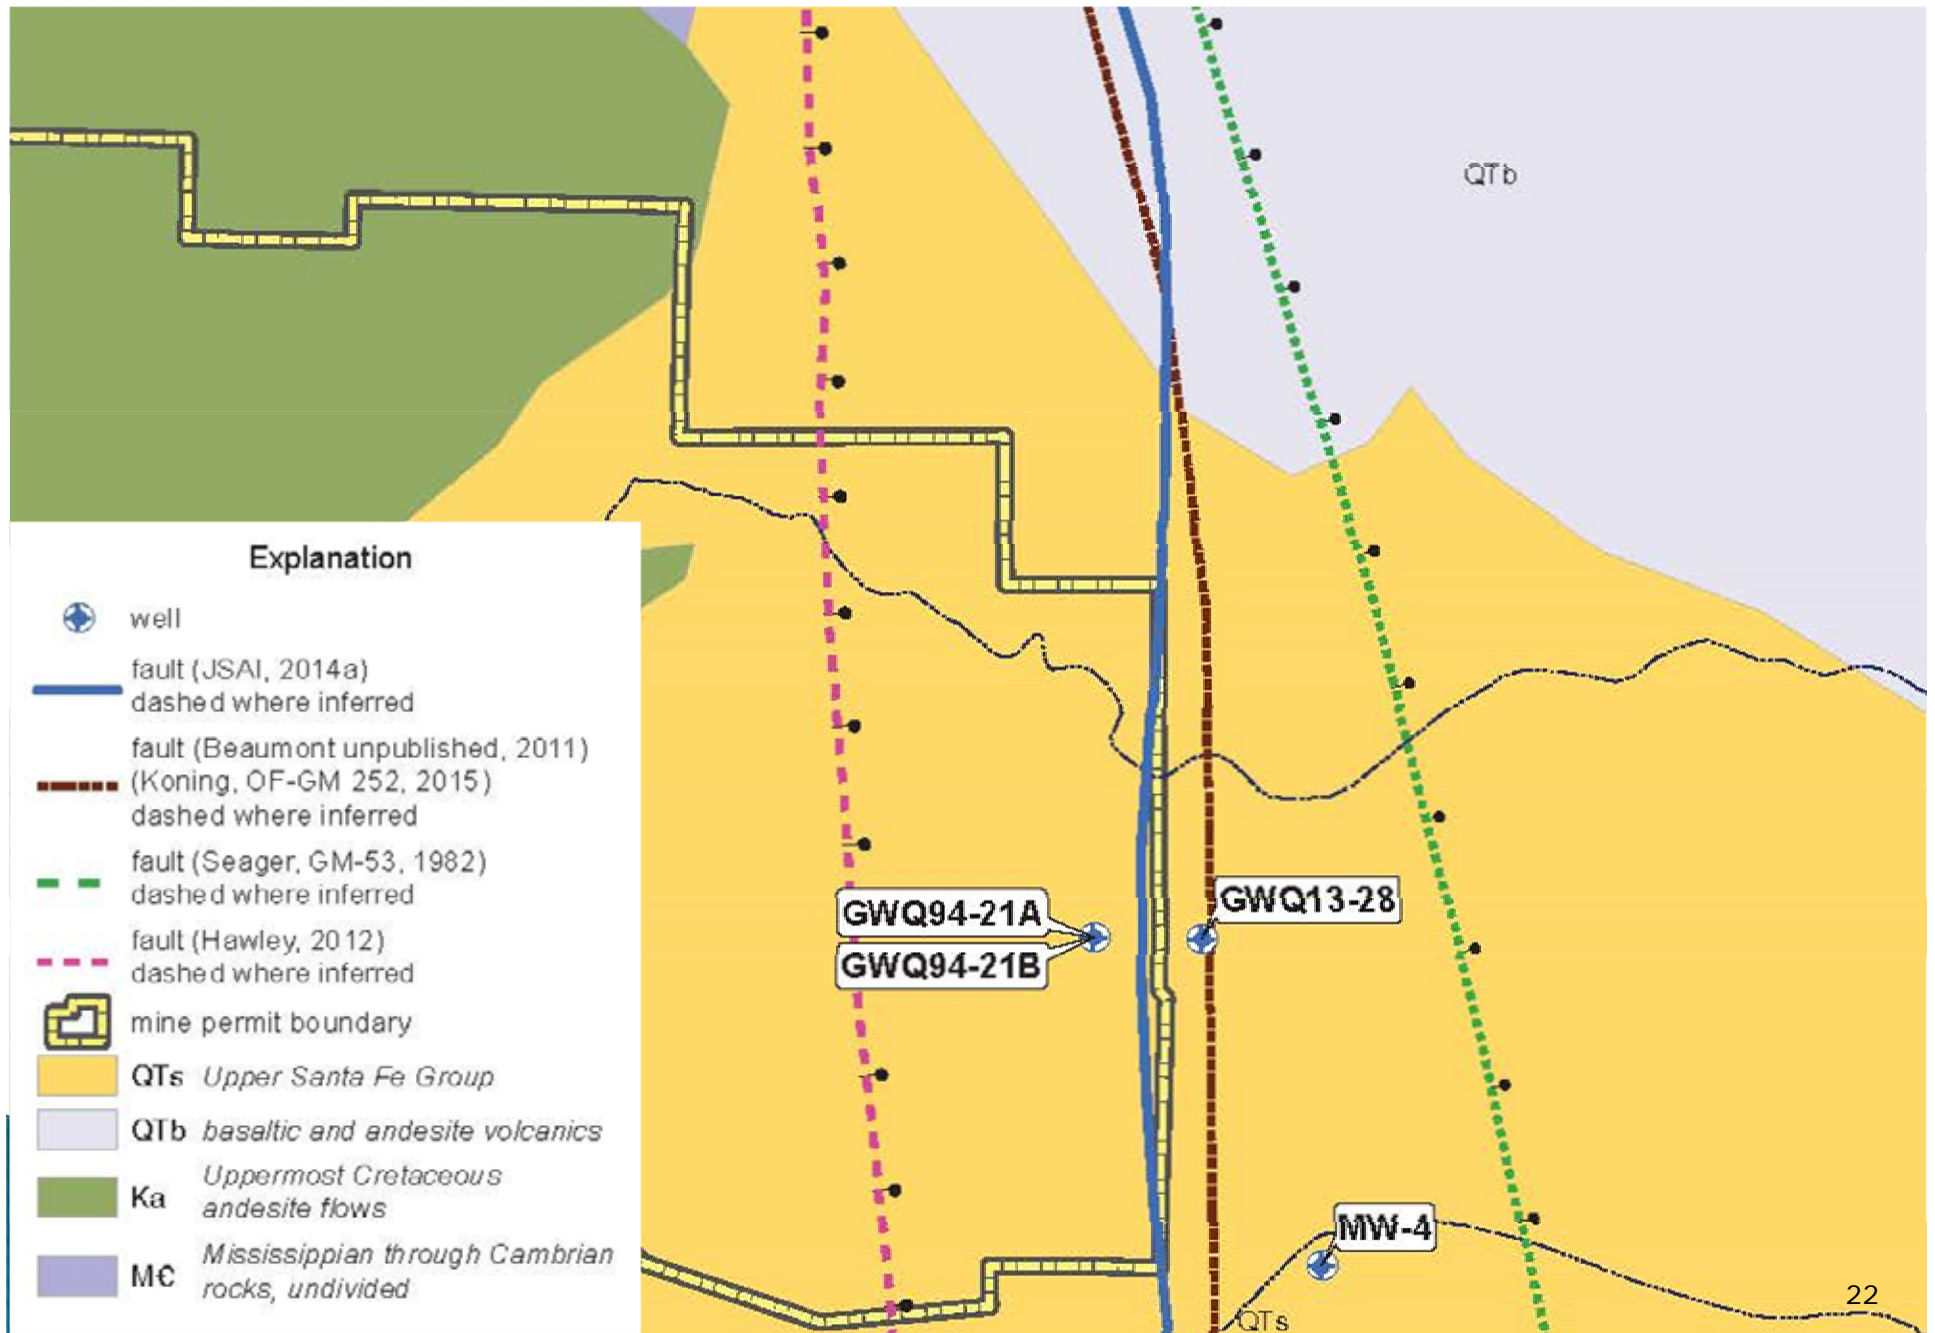 QTb
Explanation
well
fault (JSAI, 2014a)
dashed where inferred
fault (Beaumont unpublished, 2011)
(Koning, OF-GM 252, 2015)
dashed where inferred
fault (Seager, GM-53, 1982)
dashed where inferred
fault (Hawley, 2012)
dashed where inferred
mine permit boundary
QTs Upper Santa Fe Group
QTb basaltic and andesite volcanics
Ka Uppermost Cretaceous
andesite flows
M€ Mississippian through Cambrian
rocks, undivided
GWQ94-21A
GWQ94-21B
GWQ13-28
MW-4
QTs
22